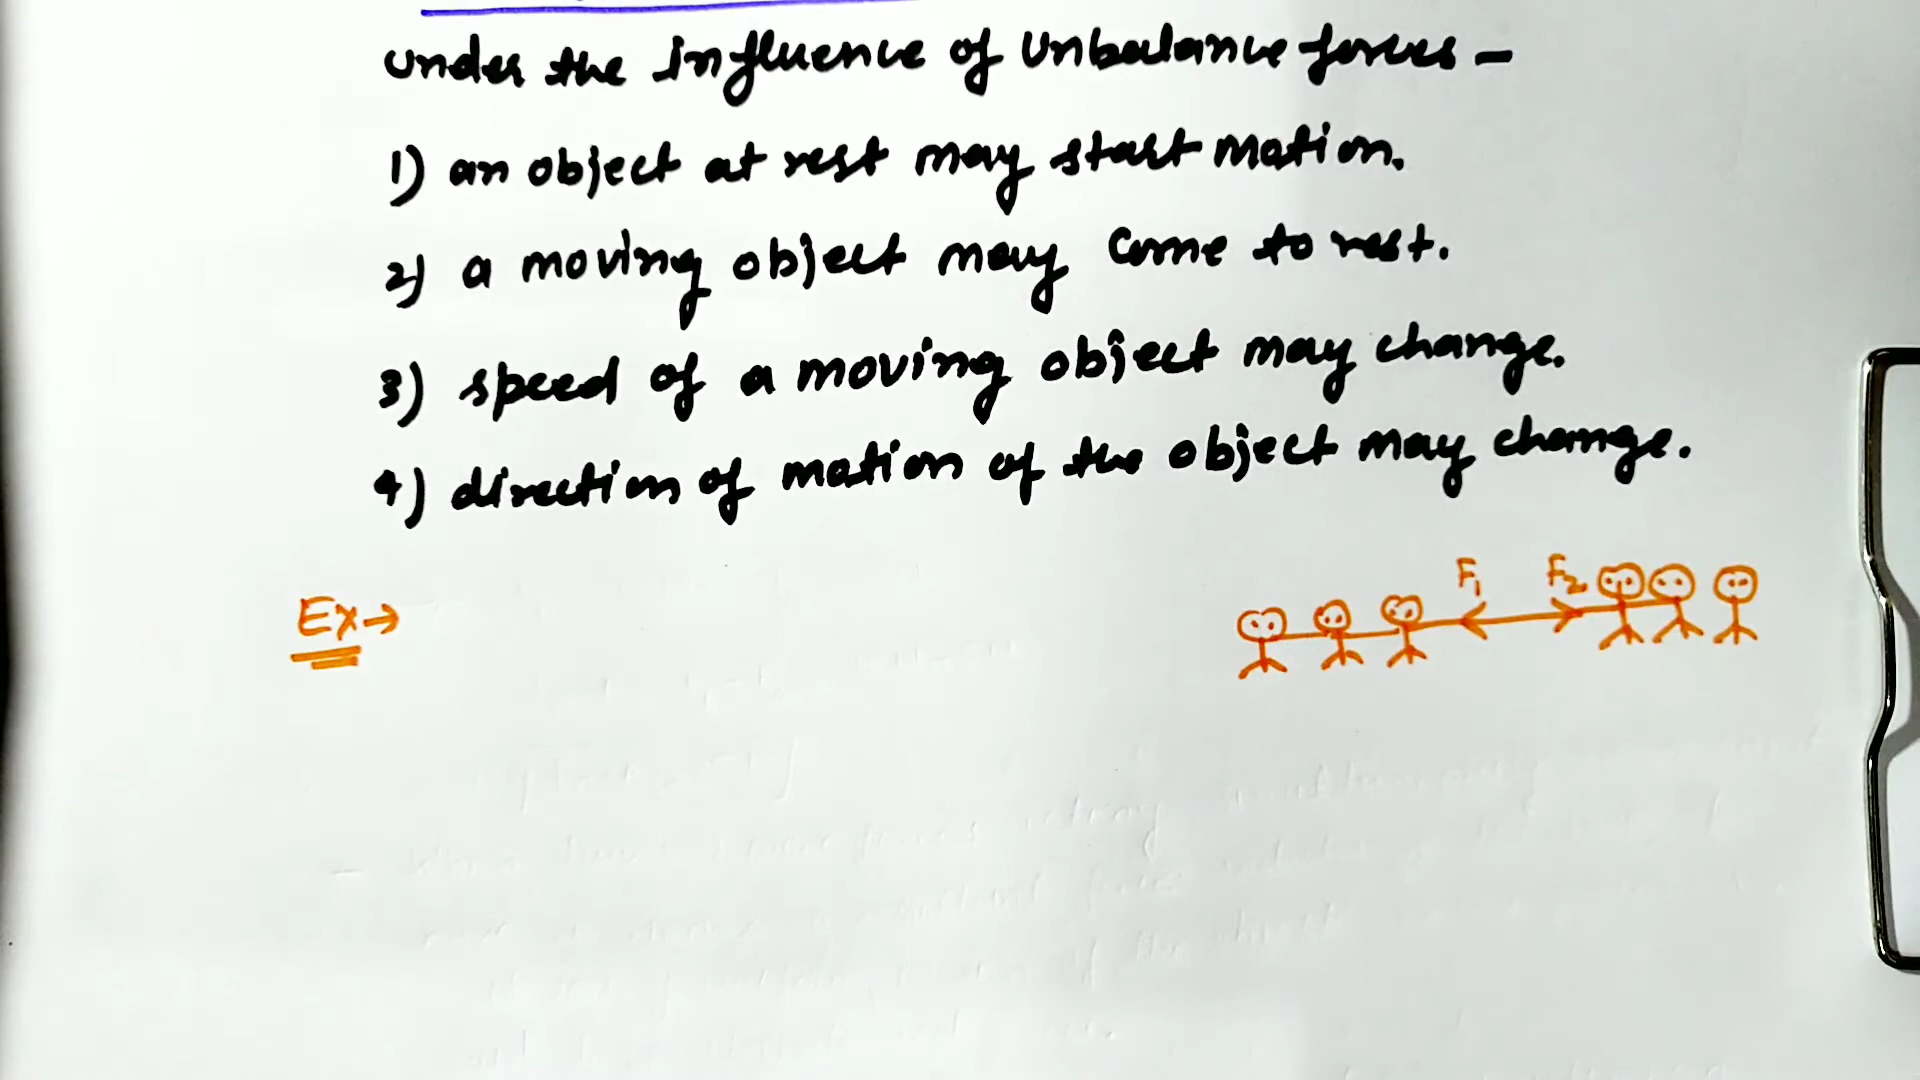 under the influence of Unbalance forces -
1) an object at rest may start motion.
2) a moving object may come to rest.
3) speed of a moving object may change.
4) direction of motion of the object may change.
Ex→
F₁ F₂